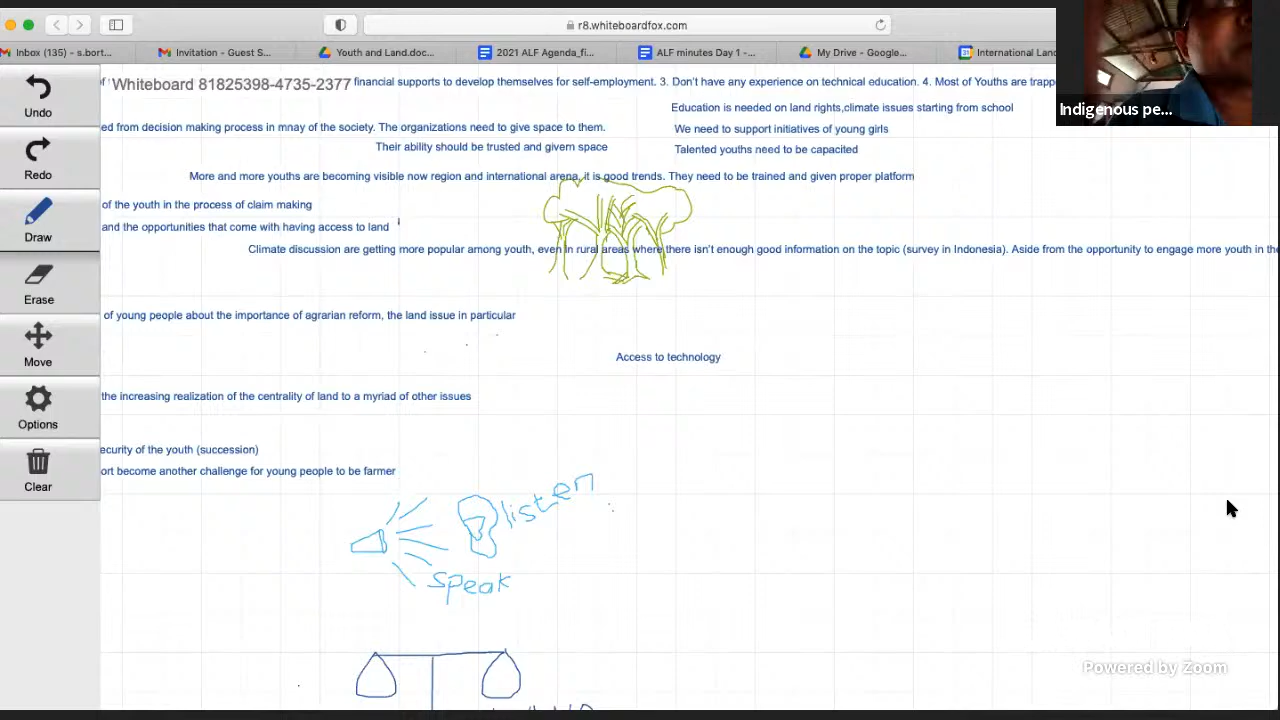 r8.whiteboardfox.com
Inbox (135) - s.bort...
Invitation - Guest S...
Youth and Land.doc...
2021 ALF Agenda_fi...
ALF minutes Day 1 -...
My Drive - Google...
International Lan
Whiteboard 81825398-4735-2377
financial supports to develop themselves for self-employment. 3. Don't have any experience on technical education. 4. Most of Youths are trapp
Education is needed on land rights,climate issues starting from school
Indigenous pe...
ed from decision making process in mnay of the society. The organizations need to give space to them.
We need to support initiatives of young girls
Their ability should be trusted and givern space
Talented youths need to be capacited
More and more youths are becoming visible now region and international arena, it is good trends. They need to be trained and given proper platform
of the youth in the process of claim making
and the opportunities that come with having access to land
Climate discussion are getting more popular among youth, even in rural areas where there isn't enough good information on the topic (survey in Indonesia). Aside from the opportunity to engage more youth in the
of young people about the importance of agrarian reform, the land issue in particular
Access to technology
the increasing realization of the centrality of land to a myriad of other issues
ecurity of the youth (succession)
ort become another challenge for young people to be farmer
Undo
Redo
Draw
Erase
Move
Options
Clear
listen
speak
Powered by Zoom